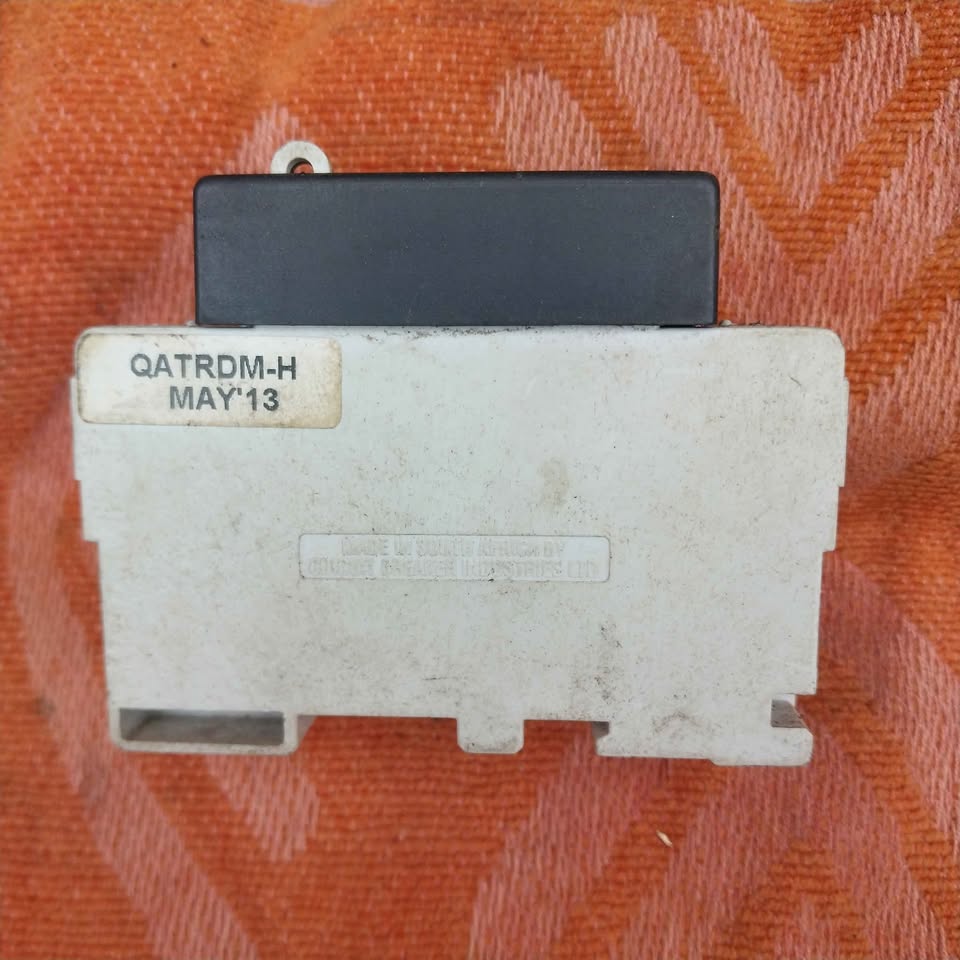 QATRDM-H
MAY'13
MADE IN SOUTH AFRICA BY
CIRCUIT BREAKER INDUSTRIES LTD